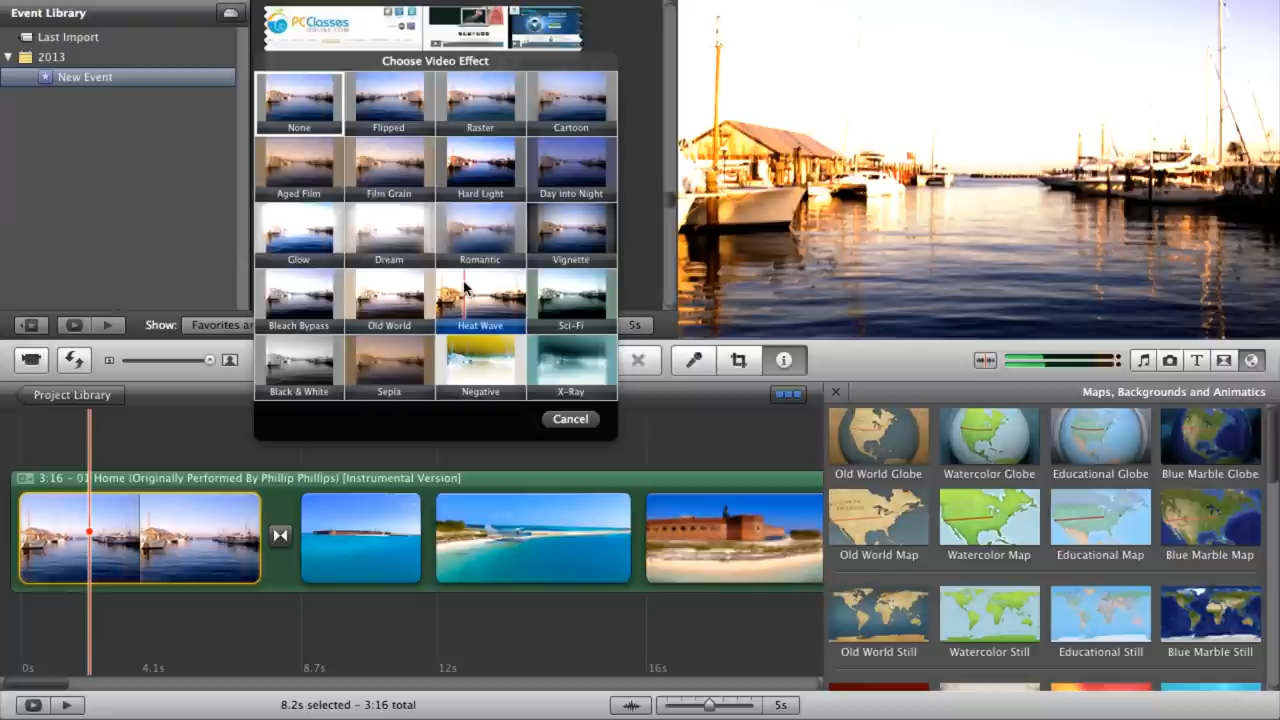 Event Library
Last Import
2013
New Event
PCClasses
ONLINE.COM
Choose Video Effect
None
Flipped
Raster
Cartoon
Aged Film
Film Grain
Hard Light
Day into Night
Glow
Dream
Romantic
Vignette
Bleach Bypass
Old World
Heat Wave
Sci-Fi
Black & White
Sepia
Negative
X-Ray
Cancel
Show:
Favorites an
5s
Project Library
3:16 - 01 Home (Originally Performed By Phillip Phillips) [Instrumental Version]
0s
4.1s
8.7s
12s
16s
Maps, Backgrounds and Animatics
Old World Globe
Watercolor Globe
Educational Globe
Blue Marble Globe
Old World Map
Watercolor Map
Educational Map
Blue Marble Map
Old World Still
Watercolor Still
Educational Still
Blue Marble Still
8.2s selected - 3:16 total
5s